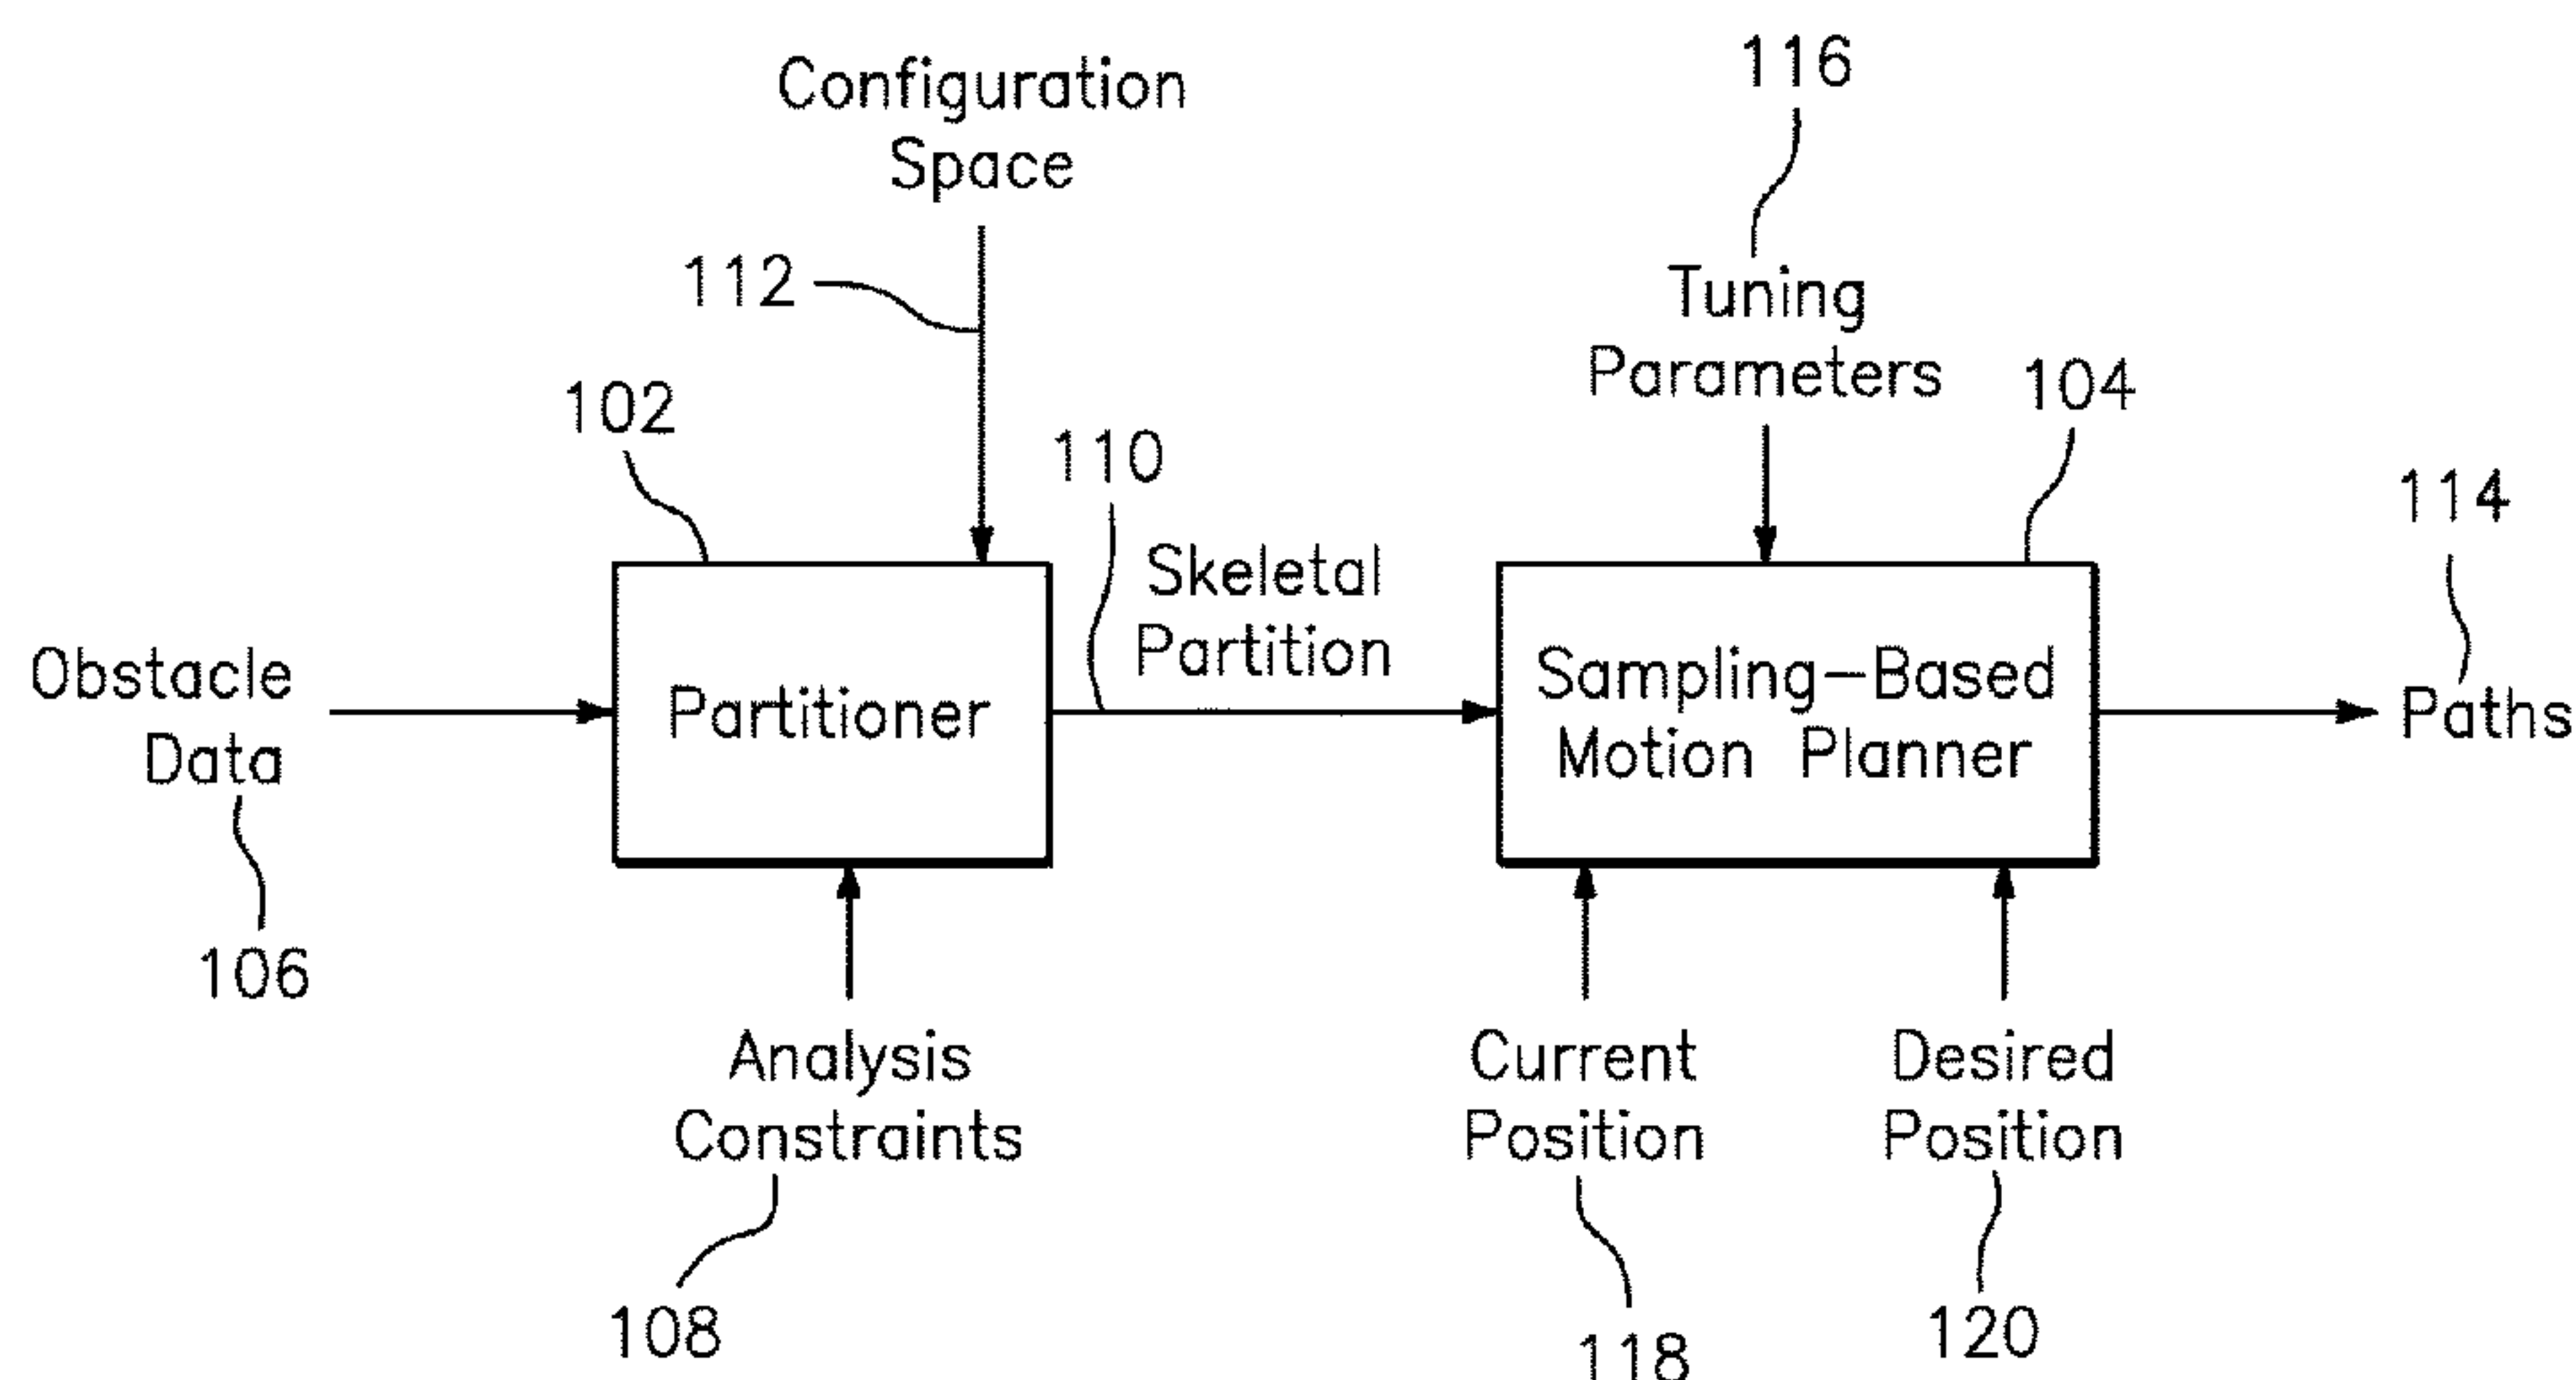 116
Configuration
Space
112
Tuning
Parameters
104
102
110
114
Skeletal
Partition
Obstacle
Data
106
Partitioner
Sampling-Based
Motion Planner
Paths
Analysis
Constraints
108
Current
Position
118
Desired
Position
120